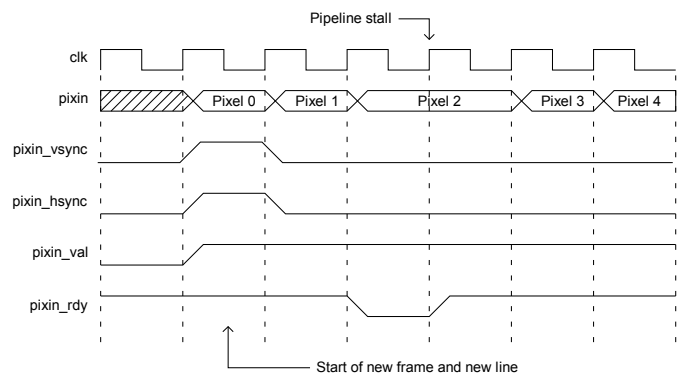 Pipeline stall
clk
pixin
Pixel 0 Pixel 1 Pixel 2 Pixel 3 Pixel 4
pixin_vsync
pixin_hsync
pixin_val
pixin_rdy
Start of new frame and new line